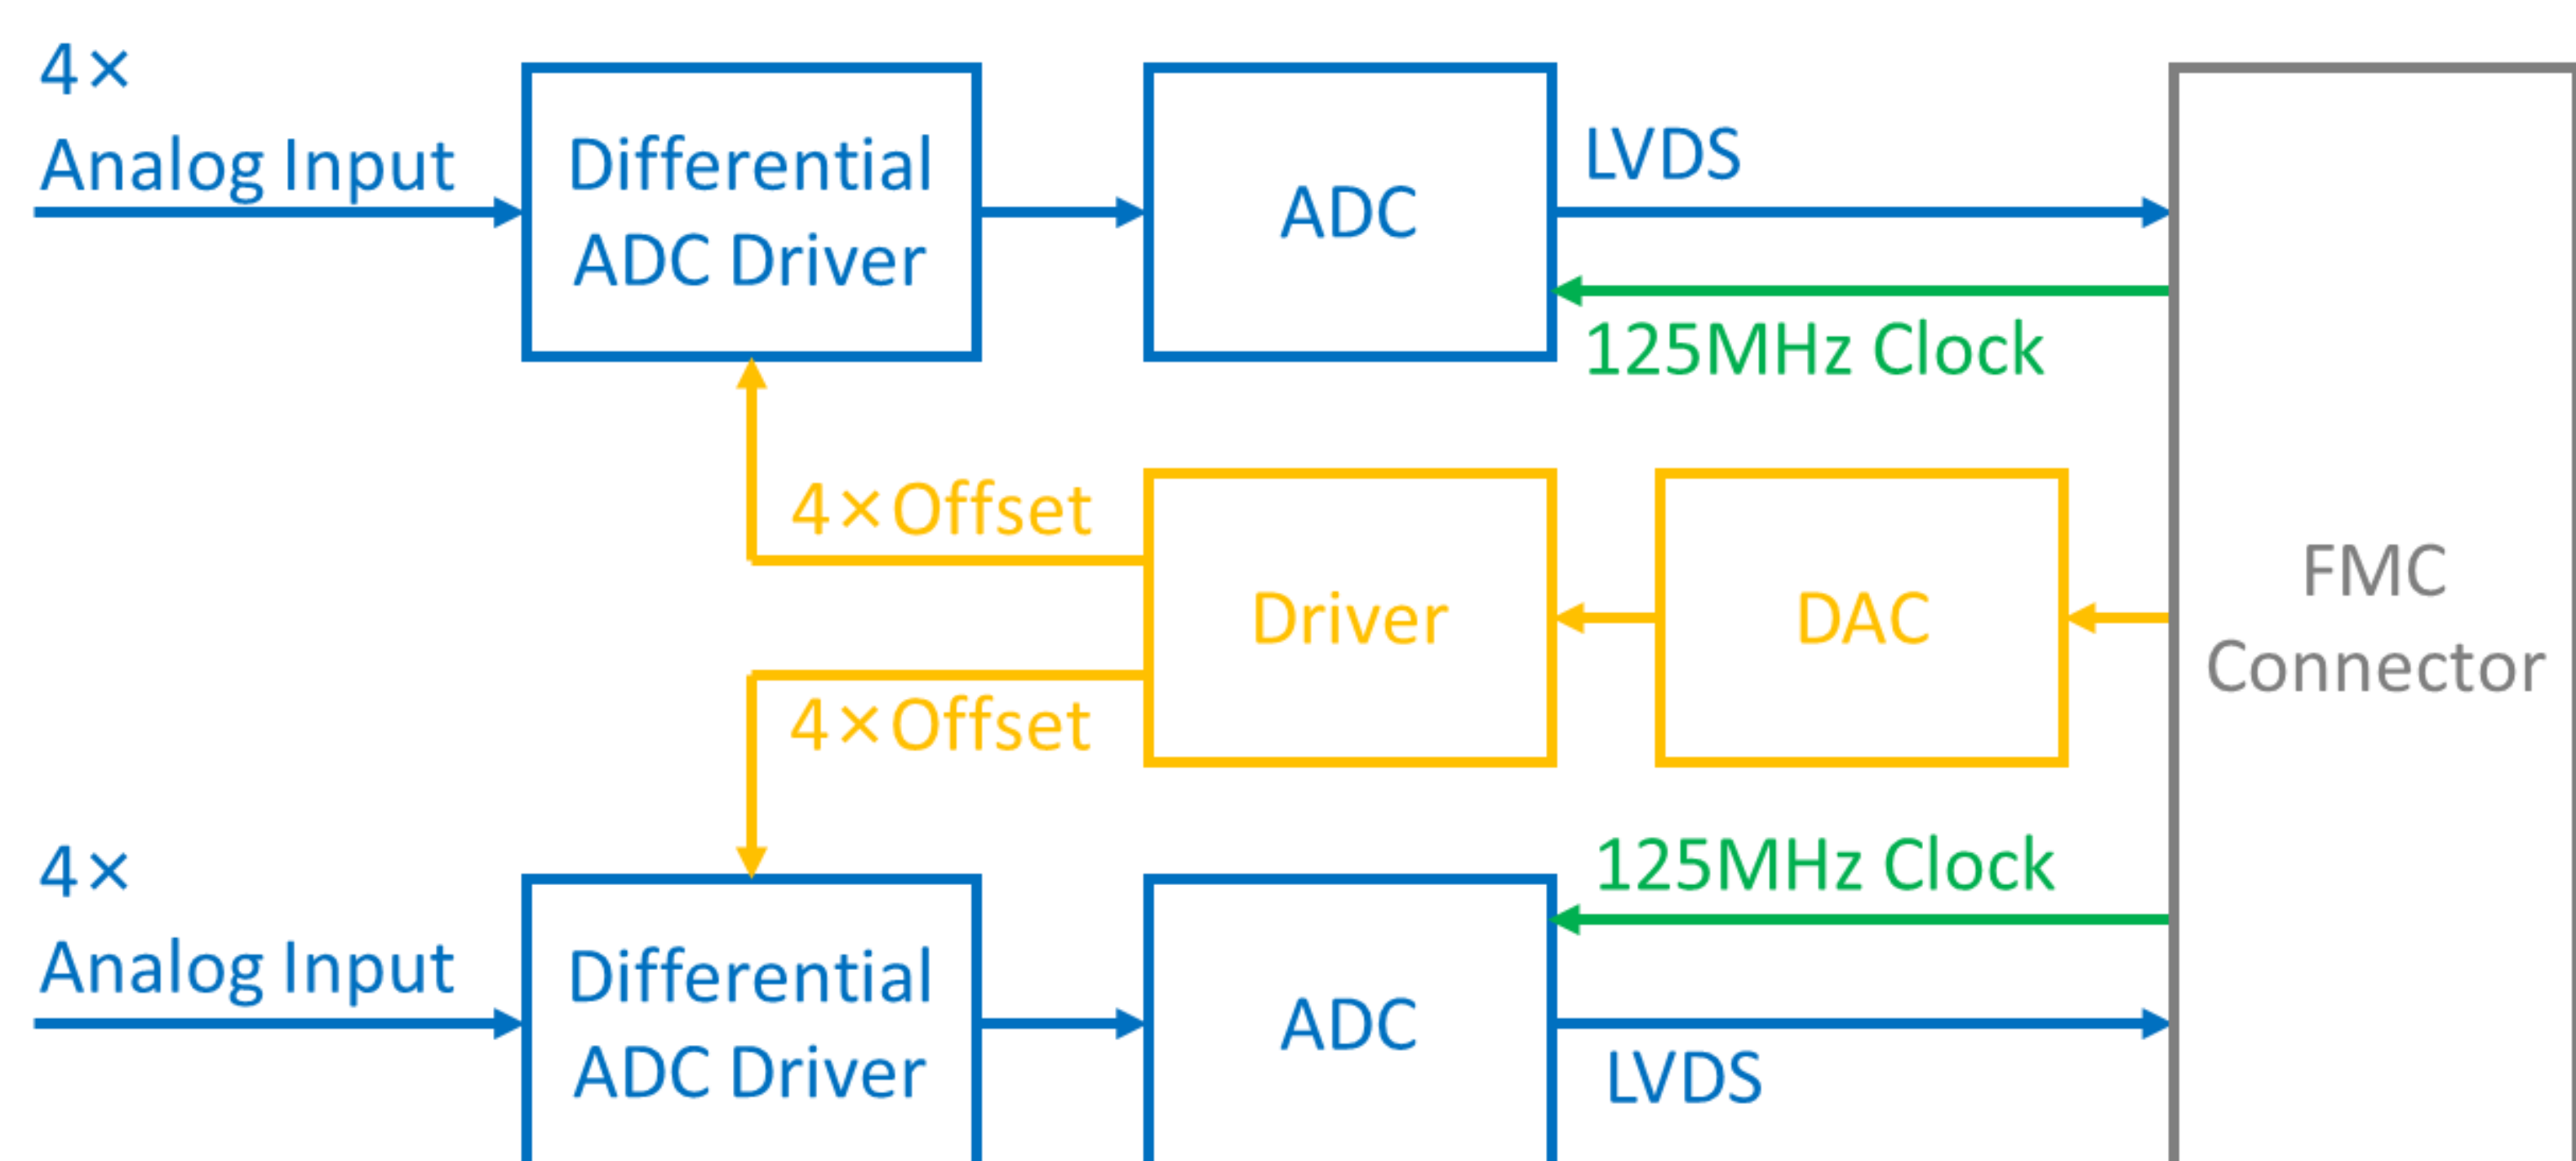 4×
Analog Input
Differential
ADC Driver
ADC
LVDS
125MHz Clock
4×Offset
Driver
DAC
FMC
Connector
4×Offset
4×
Analog Input
Differential
ADC Driver
ADC
125MHz Clock
LVDS